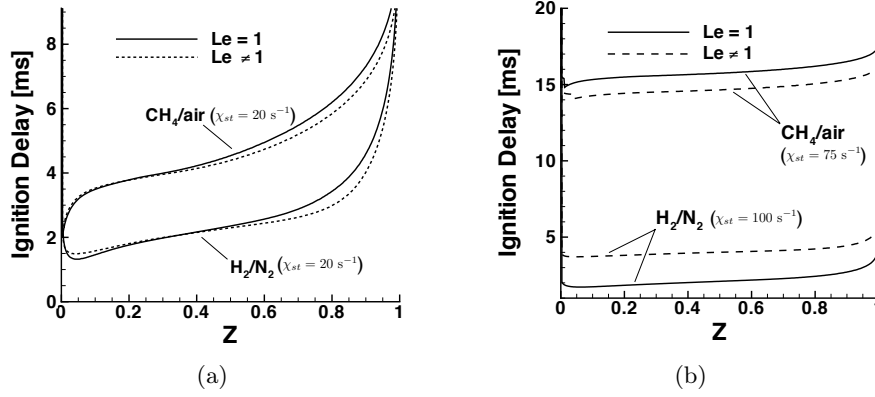 Le = 1
Le ≠ 1
CH₄/air (χst = 20 s⁻¹)
H₂/N₂ (χst = 20 s⁻¹)
Ignition Delay [ms]
8
6
4
2
0
0
0.2
0.4
0.6
0.8
1
Z
(a)
Le = 1
Le ≠ 1
CH₄/air
(χst = 75 s⁻¹)
H₂/N₂ (χst = 100 s⁻¹)
Ignition Delay [ms]
20
15
10
5
0
0.2
0.4
0.6
0.8
1
Z
(b)